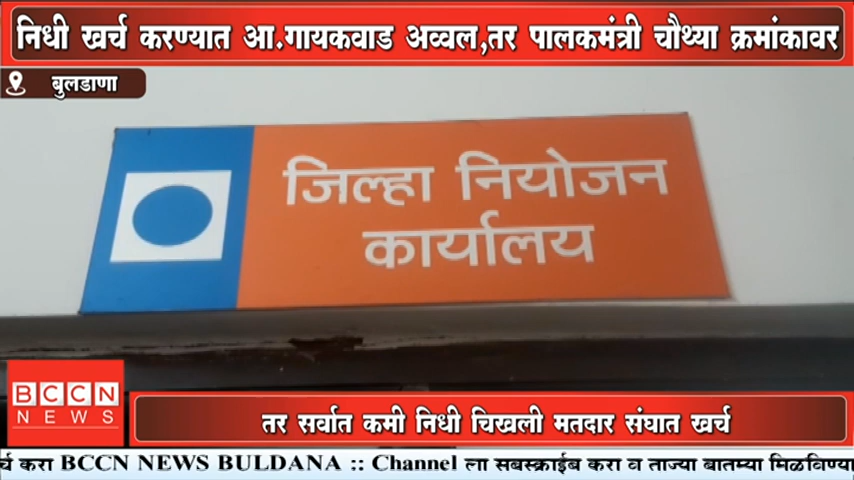 निधी खर्च करण्यात आ.गायकवाड अव्वल,तर पालकमंत्री चौथ्या क्रमांकावर
बुलडाणा
जिल्हा नियोजन
कार्यालय
BCCN
NEWS
तर सर्वात कमी निधी चिखली मतदार संघात खर्च
र्च करा BCCN NEWS BULDANA :: Channel ला सबस्क्राईब करा व ताज्या बातम्या मिळविण्या